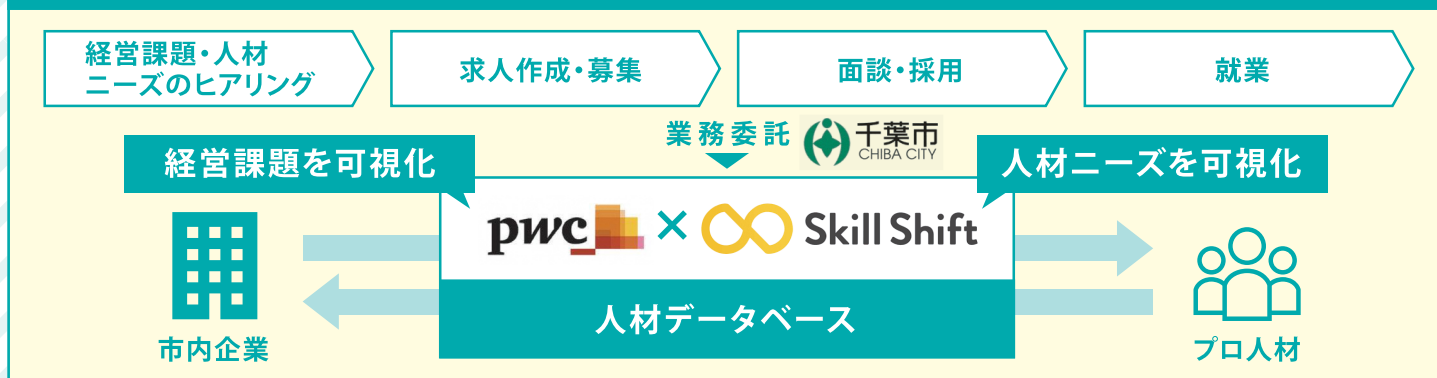 経営課題・人材
ニーズのヒアリング
求人作成・募集
面談・採用
就業
業務委託
千葉市
CHIBA CITY
経営課題を可視化
人材ニーズを可視化
pwc × Skill Shift
人材データベース
市内企業
プロ人材